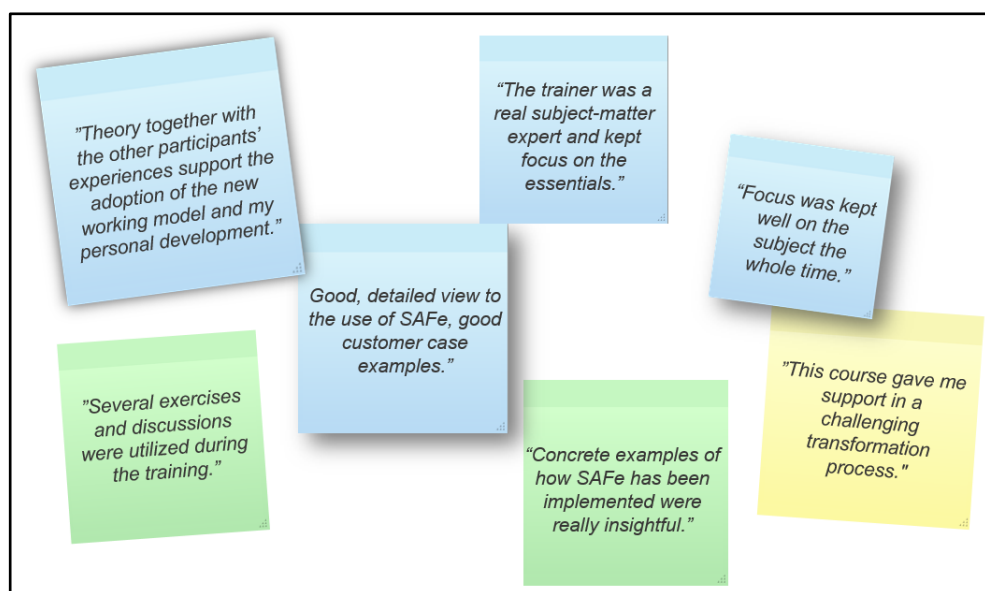 ”Theory together with
the other participants’
experiences support the
adoption of the new
working model and my
personal development.”
“The trainer was a
real subject-matter
expert and kept
focus on the
essentials.”
“Focus was kept
well on the
subject the
whole time.”
Good, detailed view to
the use of SAFe, good
customer case
examples.”
”Several exercises
and discussions
were utilized during
the training.”
“Concrete examples of
how SAFe has been
implemented were
really insightful.”
”This course gave me
support in a
challenging
transformation
process."